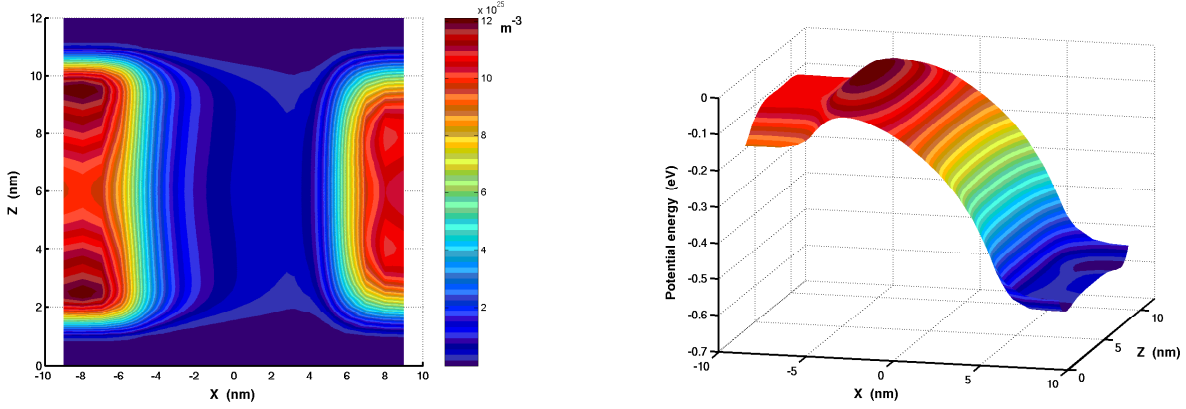 x 10^25
m^-3
12
10
8
6
4
2
0
Z (nm)
-10 -8 -6 -4 -2 0 2 4 6 8 10
X (nm)
12
10
8
6
4
2
0
-0.1
-0.2
-0.3
-0.4
-0.5
-0.6
-0.7
Potential energy (eV)
-10 -5 0 5 10
X (nm)
0 5 10
Z (nm)